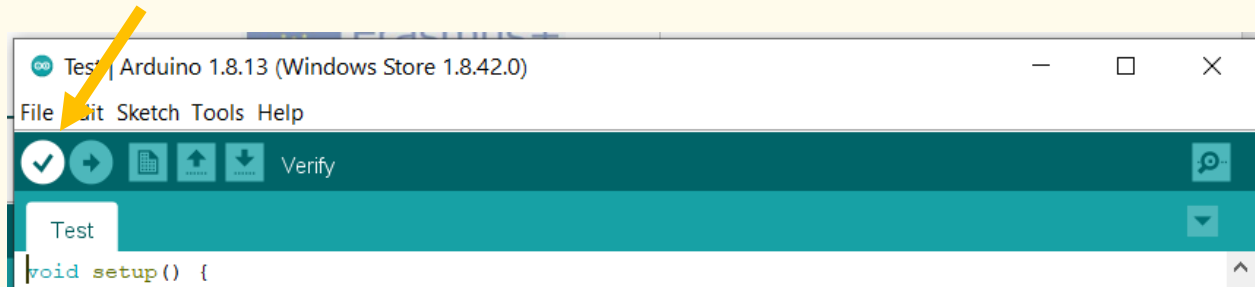 Test | Arduino 1.8.13 (Windows Store 1.8.42.0)
File Edit Sketch Tools Help
Verify
Test
void setup() {